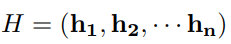 H = (h₁, h₂, ⋯ hₙ)